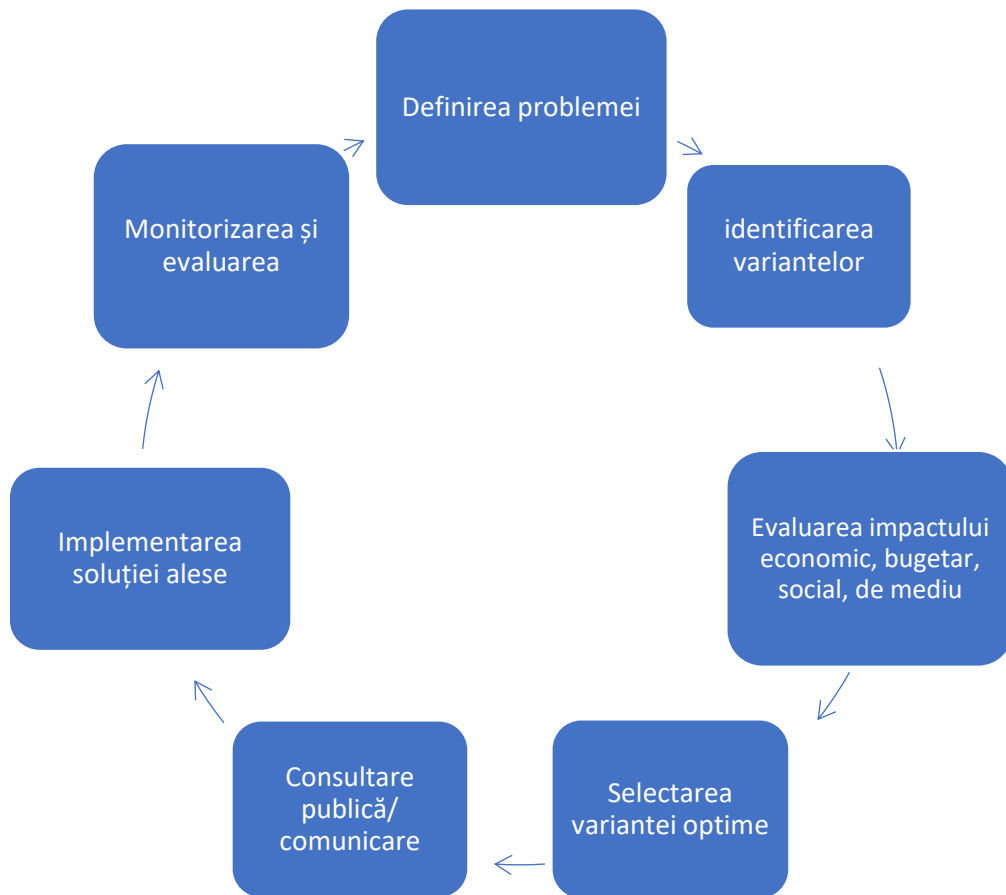 Definirea problemei
identificarea
variantelor
Evaluarea impactului
economic, bugetar,
social, de mediu
Selectarea
variantei optime
Consultare
publică/
comunicare
Implementarea
soluției alese
Monitorizarea și
evaluarea